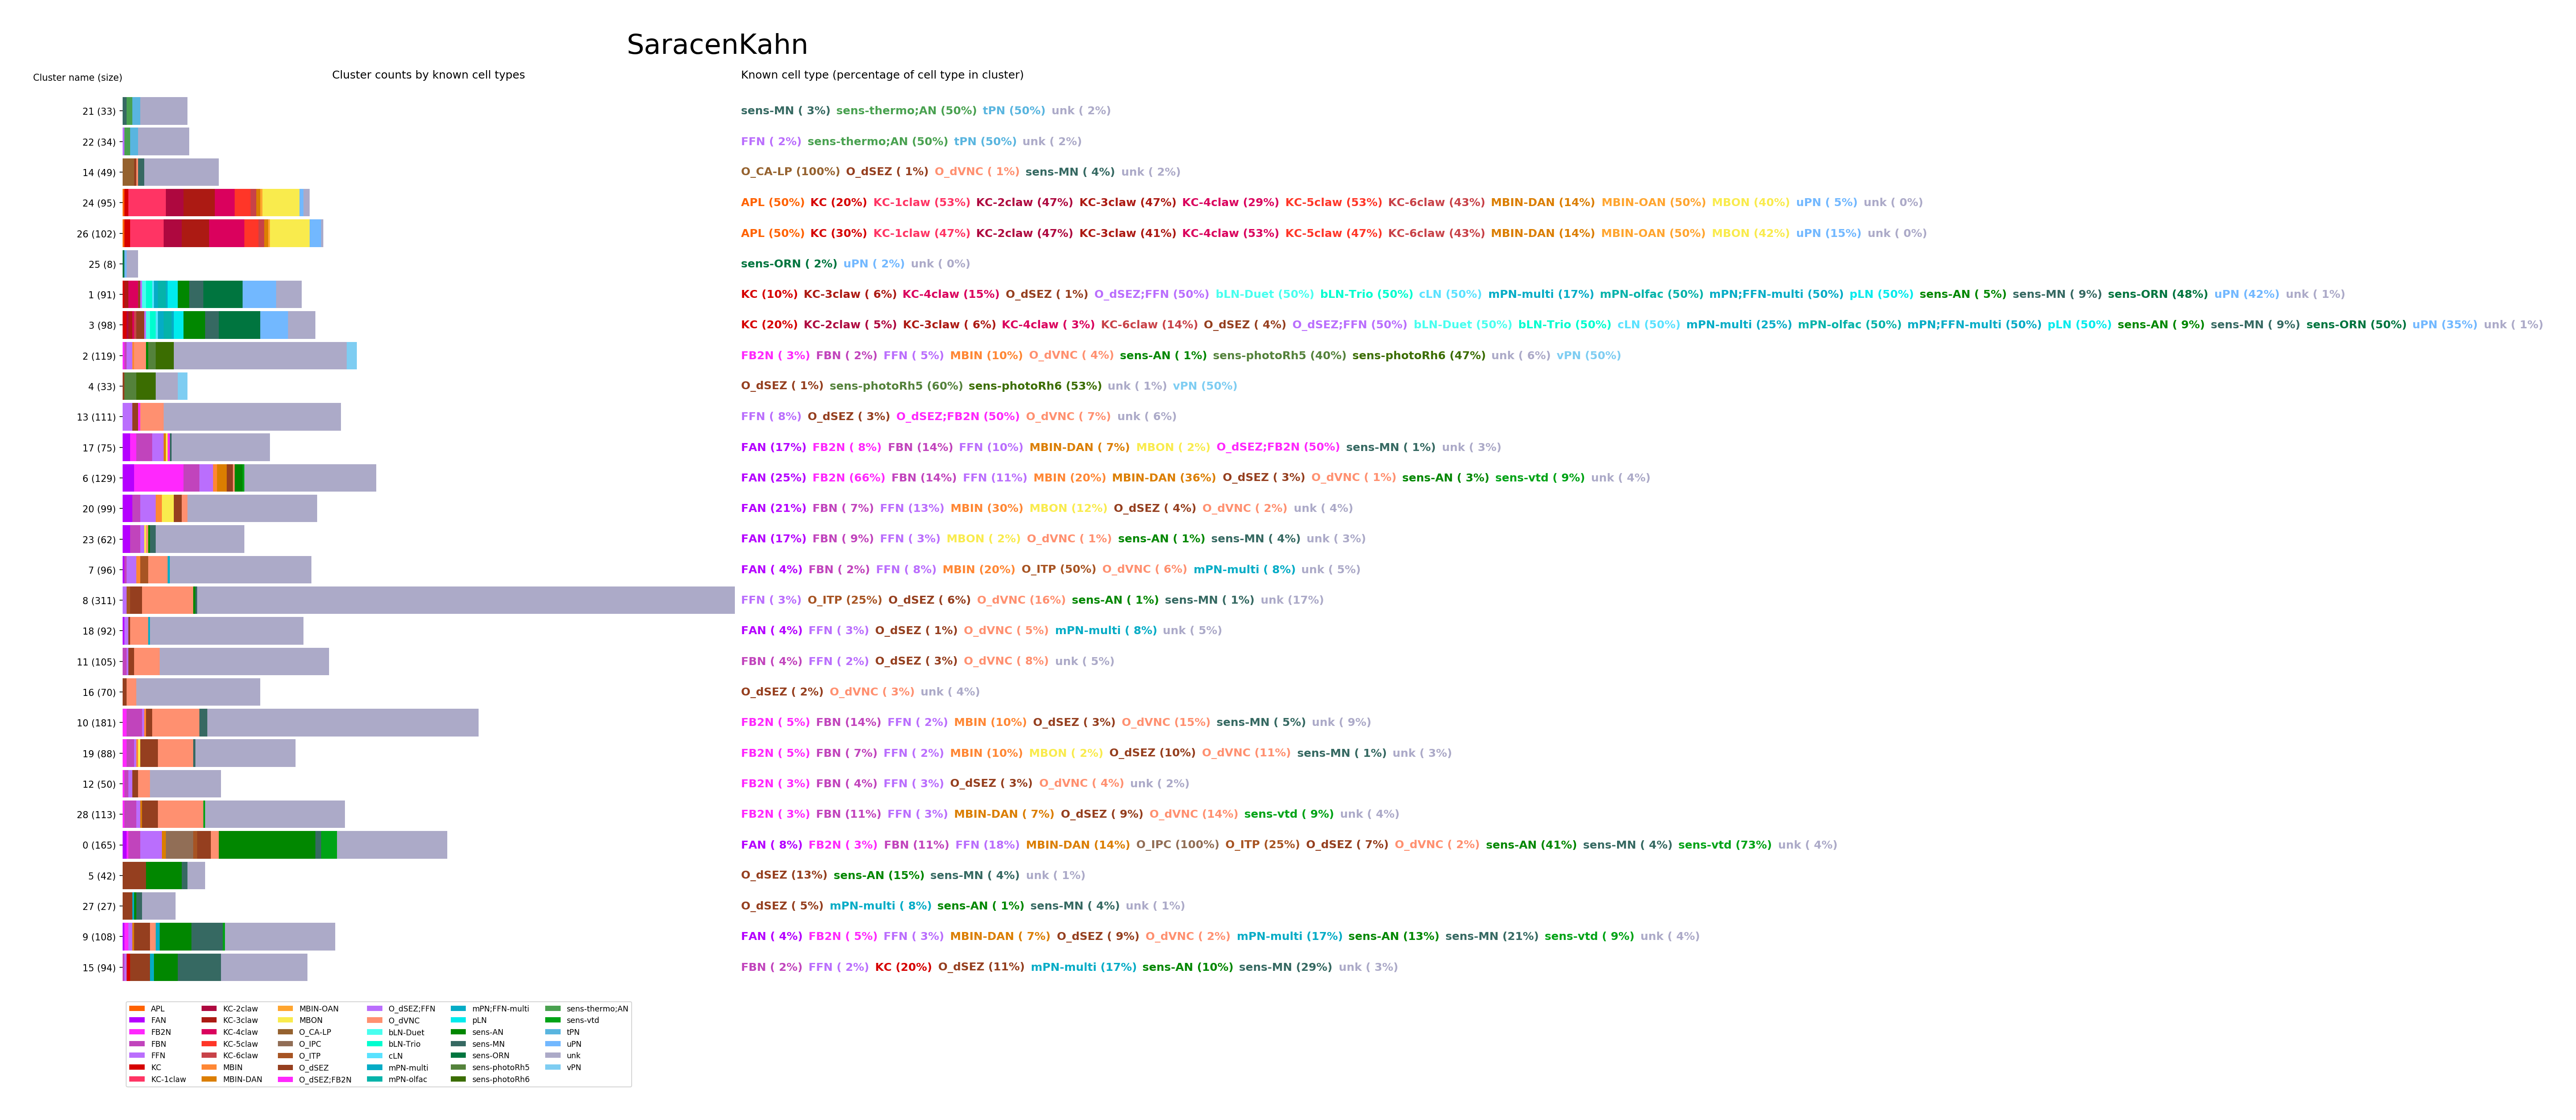 SaracenKahn
Cluster name (size) Cluster counts by known cell types Known cell type (percentage of cell type in cluster)
21 (33) sens-MN ( 3%) sens-thermo;AN (50%) tPN (50%) unk ( 2%)
22 (34) FFN ( 2%) sens-thermo;AN (50%) tPN (50%) unk ( 2%)
14 (49) O_CA-LP (100%) O_dSEZ ( 1%) O_dVNC ( 1%) sens-MN ( 4%) unk ( 2%)
24 (95) APL (50%) KC (20%) KC-1claw (53%) KC-2claw (47%) KC-3claw (47%) KC-4claw (29%) KC-5claw (53%) KC-6claw (43%) MBIN-DAN (14%) MBIN-OAN (50%) MBON (40%) uPN ( 5%) unk ( 0%)
26 (102) APL (50%) KC (30%) KC-1claw (47%) KC-2claw (47%) KC-3claw (41%) KC-4claw (53%) KC-5claw (47%) KC-6claw (43%) MBIN-DAN (14%) MBIN-OAN (50%) MBON (42%) uPN (15%) unk ( 0%)
25 (8) sens-ORN ( 2%) uPN ( 2%) unk ( 0%)
1 (91) KC (10%) KC-3claw ( 6%) KC-4claw (15%) O_dSEZ ( 1%) O_dSEZ;FFN (50%) bLN-Duet (50%) bLN-Trio (50%) cLN (50%) mPN-multi (17%) mPN-olfac (50%) mPN;FFN-multi (50%) pLN (50%) sens-AN ( 5%) sens-MN ( 9%) sens-ORN (48%) uPN (42%) unk ( 1%)
3 (98) KC (20%) KC-2claw ( 5%) KC-3claw ( 6%) KC-4claw ( 3%) KC-6claw (14%) O_dSEZ ( 4%) O_dSEZ;FFN (50%) bLN-Duet (50%) bLN-Trio (50%) cLN (50%) mPN-multi (25%) mPN-olfac (50%) mPN;FFN-multi (50%) pLN (50%) sens-AN ( 9%) sens-MN ( 9%) sens-ORN (50%) uPN (35%) unk ( 1%)
2 (119) FB2N ( 3%) FBN ( 2%) FFN ( 5%) MBIN (10%) O_dVNC ( 4%) sens-AN ( 1%) sens-photoRh5 (40%) sens-photoRh6 (47%) unk ( 6%) vPN (50%)
4 (33) O_dSEZ ( 1%) sens-photoRh5 (60%) sens-photoRh6 (53%) unk ( 1%) vPN (50%)
13 (111) FFN ( 8%) O_dSEZ ( 3%) O_dSEZ;FB2N (50%) O_dVNC ( 7%) unk ( 6%)
17 (75) FAN (17%) FB2N ( 8%) FBN (14%) FFN (10%) MBIN-DAN ( 7%) MBON ( 2%) O_dSEZ;FB2N (50%) sens-MN ( 1%) unk ( 3%)
6 (129) FAN (25%) FB2N (66%) FBN (14%) FFN (11%) MBIN (20%) MBIN-DAN (36%) O_dSEZ ( 3%) O_dVNC ( 1%) sens-AN ( 3%) sens-vtd ( 9%) unk ( 4%)
20 (99) FAN (21%) FBN ( 7%) FFN (13%) MBIN (30%) MBON (12%) O_dSEZ ( 4%) O_dVNC ( 2%) unk ( 4%)
23 (62) FAN (17%) FBN ( 9%) FFN ( 3%) MBON ( 2%) O_dVNC ( 1%) sens-AN ( 1%) sens-MN ( 4%) unk ( 3%)
7 (96) FAN ( 4%) FBN ( 2%) FFN ( 8%) MBIN (20%) O_ITP (50%) O_dVNC ( 6%) mPN-multi ( 8%) unk ( 5%)
8 (311) FFN ( 3%) O_ITP (25%) O_dSEZ ( 6%) O_dVNC (16%) sens-AN ( 1%) sens-MN ( 1%) unk (17%)
18 (92) FAN ( 4%) FFN ( 3%) O_dSEZ ( 1%) O_dVNC ( 5%) mPN-multi ( 8%) unk ( 5%)
11 (105) FBN ( 4%) FFN ( 2%) O_dSEZ ( 3%) O_dVNC ( 8%) unk ( 5%)
16 (70) O_dSEZ ( 2%) O_dVNC ( 3%) unk ( 4%)
10 (181) FB2N ( 5%) FBN (14%) FFN ( 2%) MBIN (10%) O_dSEZ ( 3%) O_dVNC (15%) sens-MN ( 5%) unk ( 9%)
19 (88) FB2N ( 5%) FBN ( 7%) FFN ( 2%) MBIN (10%) MBON ( 2%) O_dSEZ (10%) O_dVNC (11%) sens-MN ( 1%) unk ( 3%)
12 (50) FB2N ( 3%) FBN ( 4%) FFN ( 3%) O_dSEZ ( 3%) O_dVNC ( 4%) unk ( 2%)
28 (113) FB2N ( 3%) FBN (11%) FFN ( 3%) MBIN-DAN ( 7%) O_dSEZ ( 9%) O_dVNC (14%) sens-vtd ( 9%) unk ( 4%)
0 (165) FAN ( 8%) FB2N ( 3%) FBN (11%) FFN (18%) MBIN-DAN (14%) O_IPC (100%) O_ITP (25%) O_dSEZ ( 7%) O_dVNC ( 2%) sens-AN (41%) sens-MN ( 4%) sens-vtd (73%) unk ( 4%)
5 (42) O_dSEZ (13%) sens-AN (15%) sens-MN ( 4%) unk ( 1%)
27 (27) O_dSEZ ( 5%) mPN-multi ( 8%) sens-AN ( 1%) sens-MN ( 4%) unk ( 1%)
9 (108) FAN ( 4%) FB2N ( 5%) FFN ( 3%) MBIN-DAN ( 7%) O_dSEZ ( 9%) O_dVNC ( 2%) mPN-multi (17%) sens-AN (13%) sens-MN (21%) sens-vtd ( 9%) unk ( 4%)
15 (94) FBN ( 2%) FFN ( 2%) KC (20%) O_dSEZ (11%) mPN-multi (17%) sens-AN (10%) sens-MN (29%) unk ( 3%)
APL KC-2claw MBIN-OAN O_dSEZ;FFN mPN;FFN-multi sens-thermo;AN
FAN KC-3claw MBON O_dVNC pLN sens-vtd
FB2N KC-4claw O_CA-LP bLN-Duet sens-AN tPN
FBN KC-5claw O_IPC bLN-Trio sens-MN uPN
FFN KC-6claw O_ITP cLN sens-ORN unk
KC MBIN O_dSEZ mPN-multi sens-photoRh5 vPN
KC-1claw MBIN-DAN O_dSEZ;FB2N mPN-olfac sens-photoRh6